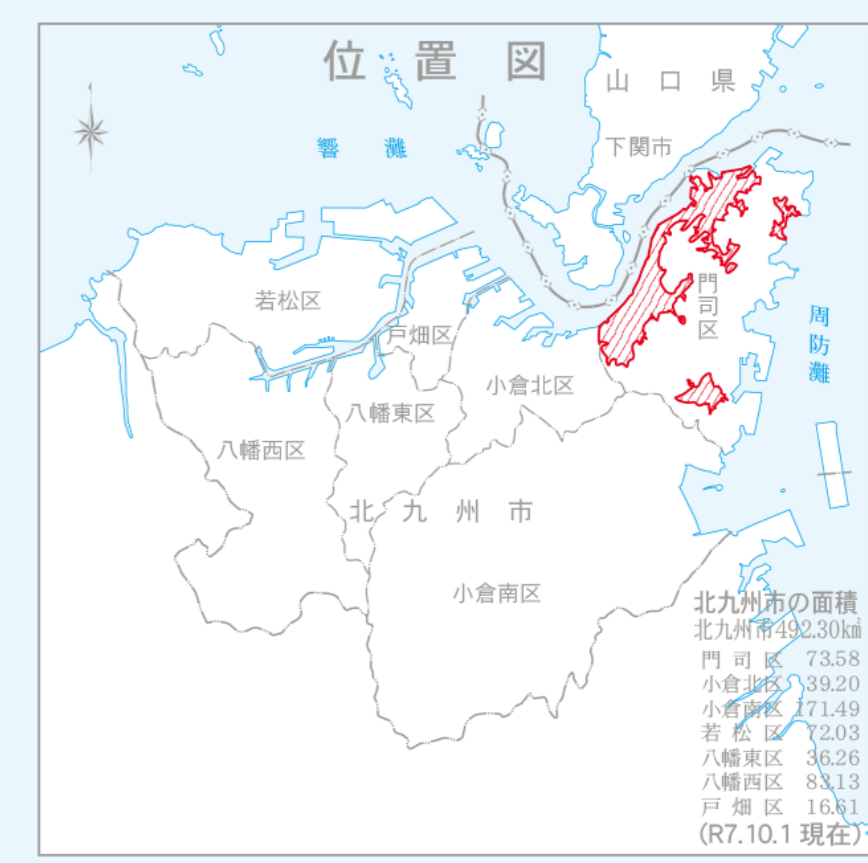 位置図
山口県
響灘
下関市
門司区
若松区
周防灘
戸畑区
小倉北区
八幡東区
八幡西区
北九州市
小倉南区
北九州市の面積
北九州市492.30k㎡
門司区 73.58
小倉北区 39.20
小倉南区 171.49
若松区 72.03
八幡東区 36.26
八幡西区 83.13
戸畑区 16.61
(R7.10.1 現在)